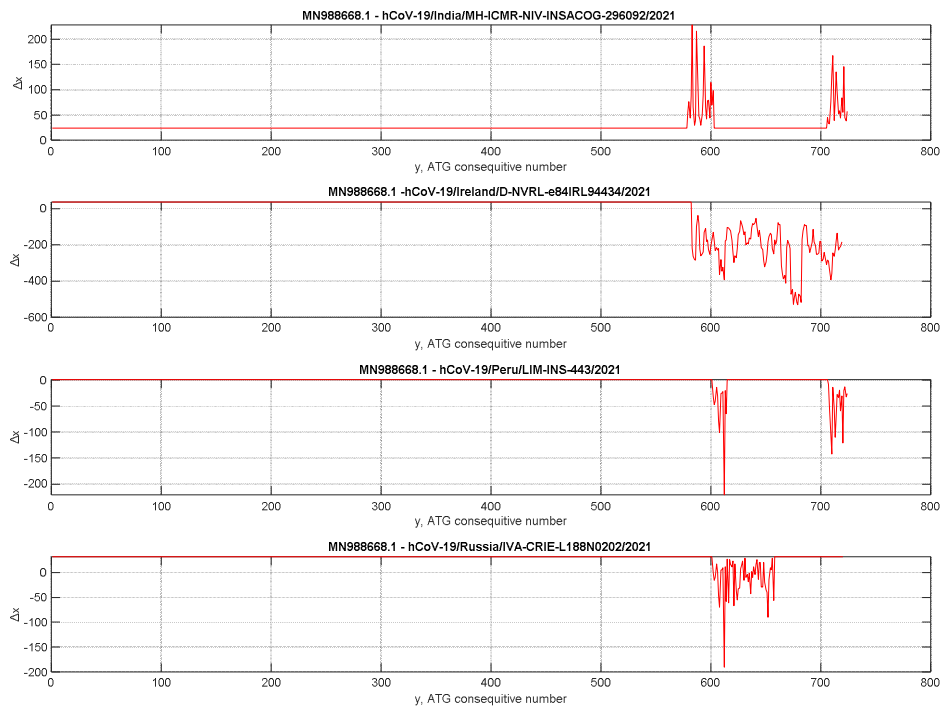 MN988668.1 - hCoV-19/India/MH-ICMR-NIV-INSACOG-296092/2021
200
150
100
50
0
Δx
0 100 200 300 400 500 600 700 800
y, ATG consequitive number
MN988668.1 -hCoV-19/Ireland/D-NVRL-e84IRL94434/2021
0
-200
-400
-600
Δx
0 100 200 300 400 500 600 700 800
y, ATG consequitive number
MN988668.1 - hCoV-19/Peru/LIM-INS-443/2021
0
-50
-100
-150
-200
Δx
0 100 200 300 400 500 600 700 800
y, ATG consequitive number
MN988668.1 - hCoV-19/Russia/IVA-CRIE-L188N0202/2021
0
-50
-100
-150
-200
Δx
0 100 200 300 400 500 600 700 800
y, ATG consequitive number